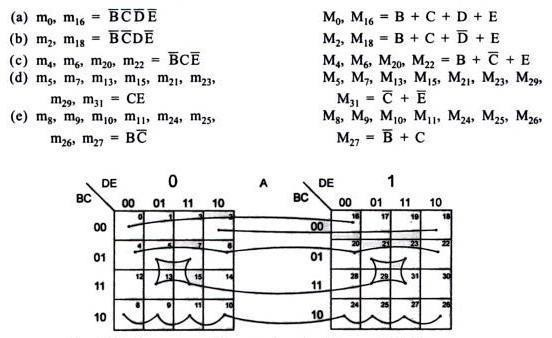 (a) m₀, m₁₆ = B̅ C̅ D̅ E̅ M₀, M₁₆ = B + C + D + E
(b) m₂, m₁₈ = B̅ C̅ D E̅ M₂, M₁₈ = B + C + D̅ + E
(c) m₄, m₆, m₂₀, m₂₂ = B̅CE̅ M₄, M₆, M₂₀, M₂₂ = B + C̅ + E
(d) m₅, m₇, m₁₃, m₁₅, m₂₁, m₂₃, M₅, M₇, M₁₃, M₁₅, M₂₁, M₂₃, M₂₉,
m₂₉, m₃₁ = CE M₃₁ = C̅ + E̅
(e) m₈, m₉, m₁₀, m₁₁, m₂₄, m₂₅, M₈, M₉, M₁₀, M₁₁, M₂₄, M₂₅, M₂₆,
m₂₆, m₂₇ = BC̅ M₂₇ = B̅ + C
DE 0 A DE 1
BC 00 01 11 10 BC 00 01 11 10
0 1 3 2 16 17 19 18
00 00
4 5 7 6 20 21 23 22
01 01
12 13 15 14 28 29 31 30
11 11
8 9 11 10 24 25 27 26
10 10